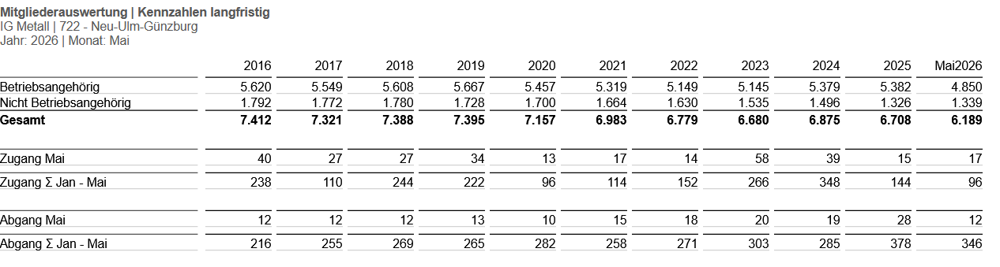 Mitgliederauswertung | Kennzahlen langfristig
IG Metall | 722 - Neu-Ulm-Günzburg
Jahr: 2026 | Monat: Mai
2016 2017 2018 2019 2020 2021 2022 2023 2024 2025 Mai2026
Betriebsangehörig 5.620 5.549 5.608 5.667 5.457 5.319 5.149 5.145 5.379 5.382 4.850
Nicht Betriebsangehörig 1.792 1.772 1.780 1.728 1.700 1.664 1.630 1.535 1.496 1.326 1.339
Gesamt 7.412 7.321 7.388 7.395 7.157 6.983 6.779 6.680 6.875 6.708 6.189
Zugang Mai 40 27 27 34 13 17 14 58 39 15 17
Zugang Σ Jan - Mai 238 110 244 222 96 114 152 266 348 144 96
Abgang Mai 12 12 12 13 10 15 18 20 19 28 12
Abgang Σ Jan - Mai 216 255 269 265 282 258 271 303 285 378 346